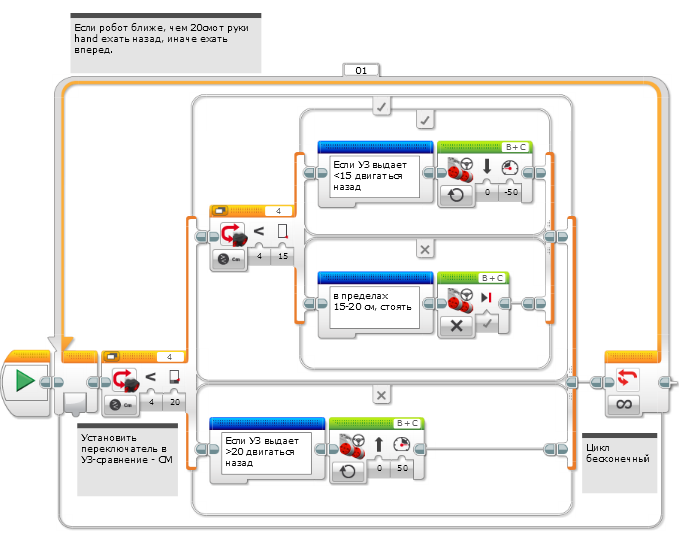 Если робот ближе, чем 20смот руки
hand ехать назад, иначе ехать
вперед.
01
B+C
Если УЗ выдает
<15 двигаться
назад
0
-50
4
<
4
15
B+C
в пределах
15-20 см, стоять
4
<
4
20
Установить
переключатель в
УЗ-сравнение - СМ
B+C
Если УЗ выдает
>20 двигаться
назад
0
50
Цикл
бесконечный